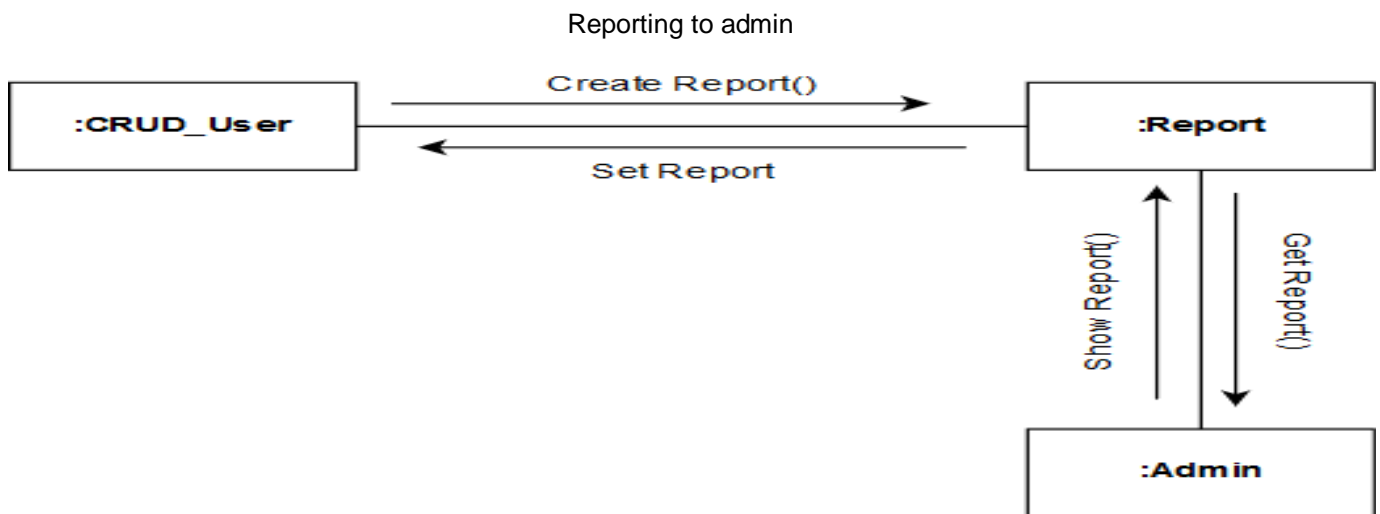 Reporting to admin
Create Report()
:CRUD_User
:Report
Set Report
Show Report()
Get Report()
:Admin